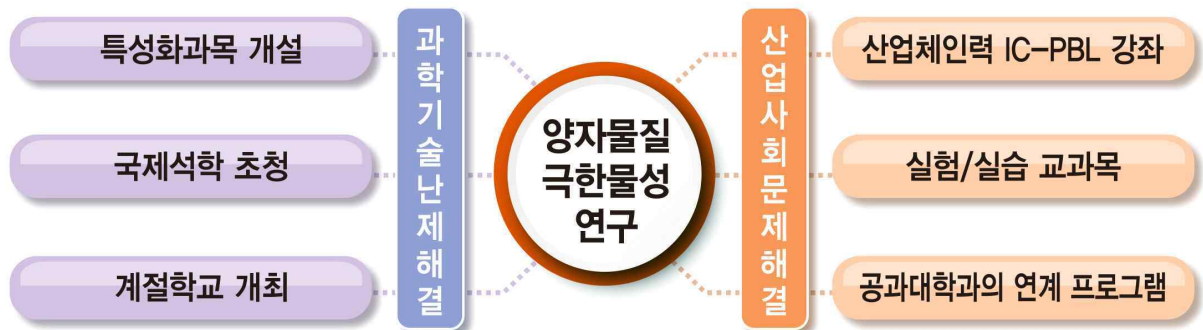 특성화과목 개설
국제석학 초청
계절학교 개최
과학기술난제해결
양자물질
극한물성
연구
산업사회문제해결
산업체인력 IC-PBL 강좌
실험/실습 교과목
공과대학과의 연계 프로그램